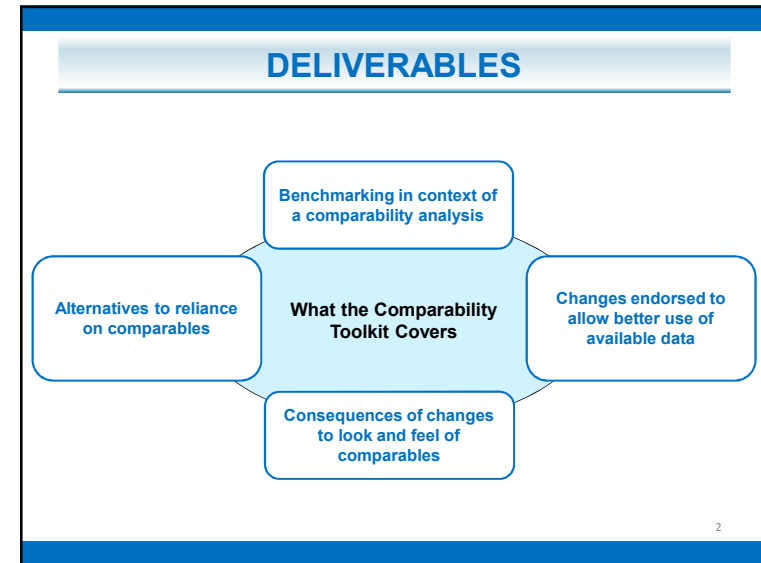 DELIVERABLES
Benchmarking in context of
a comparability analysis
Alternatives to reliance
on comparables
What the Comparability
Toolkit Covers
Changes endorsed to
allow better use of
available data
Consequences of changes
to look and feel of
comparables
2